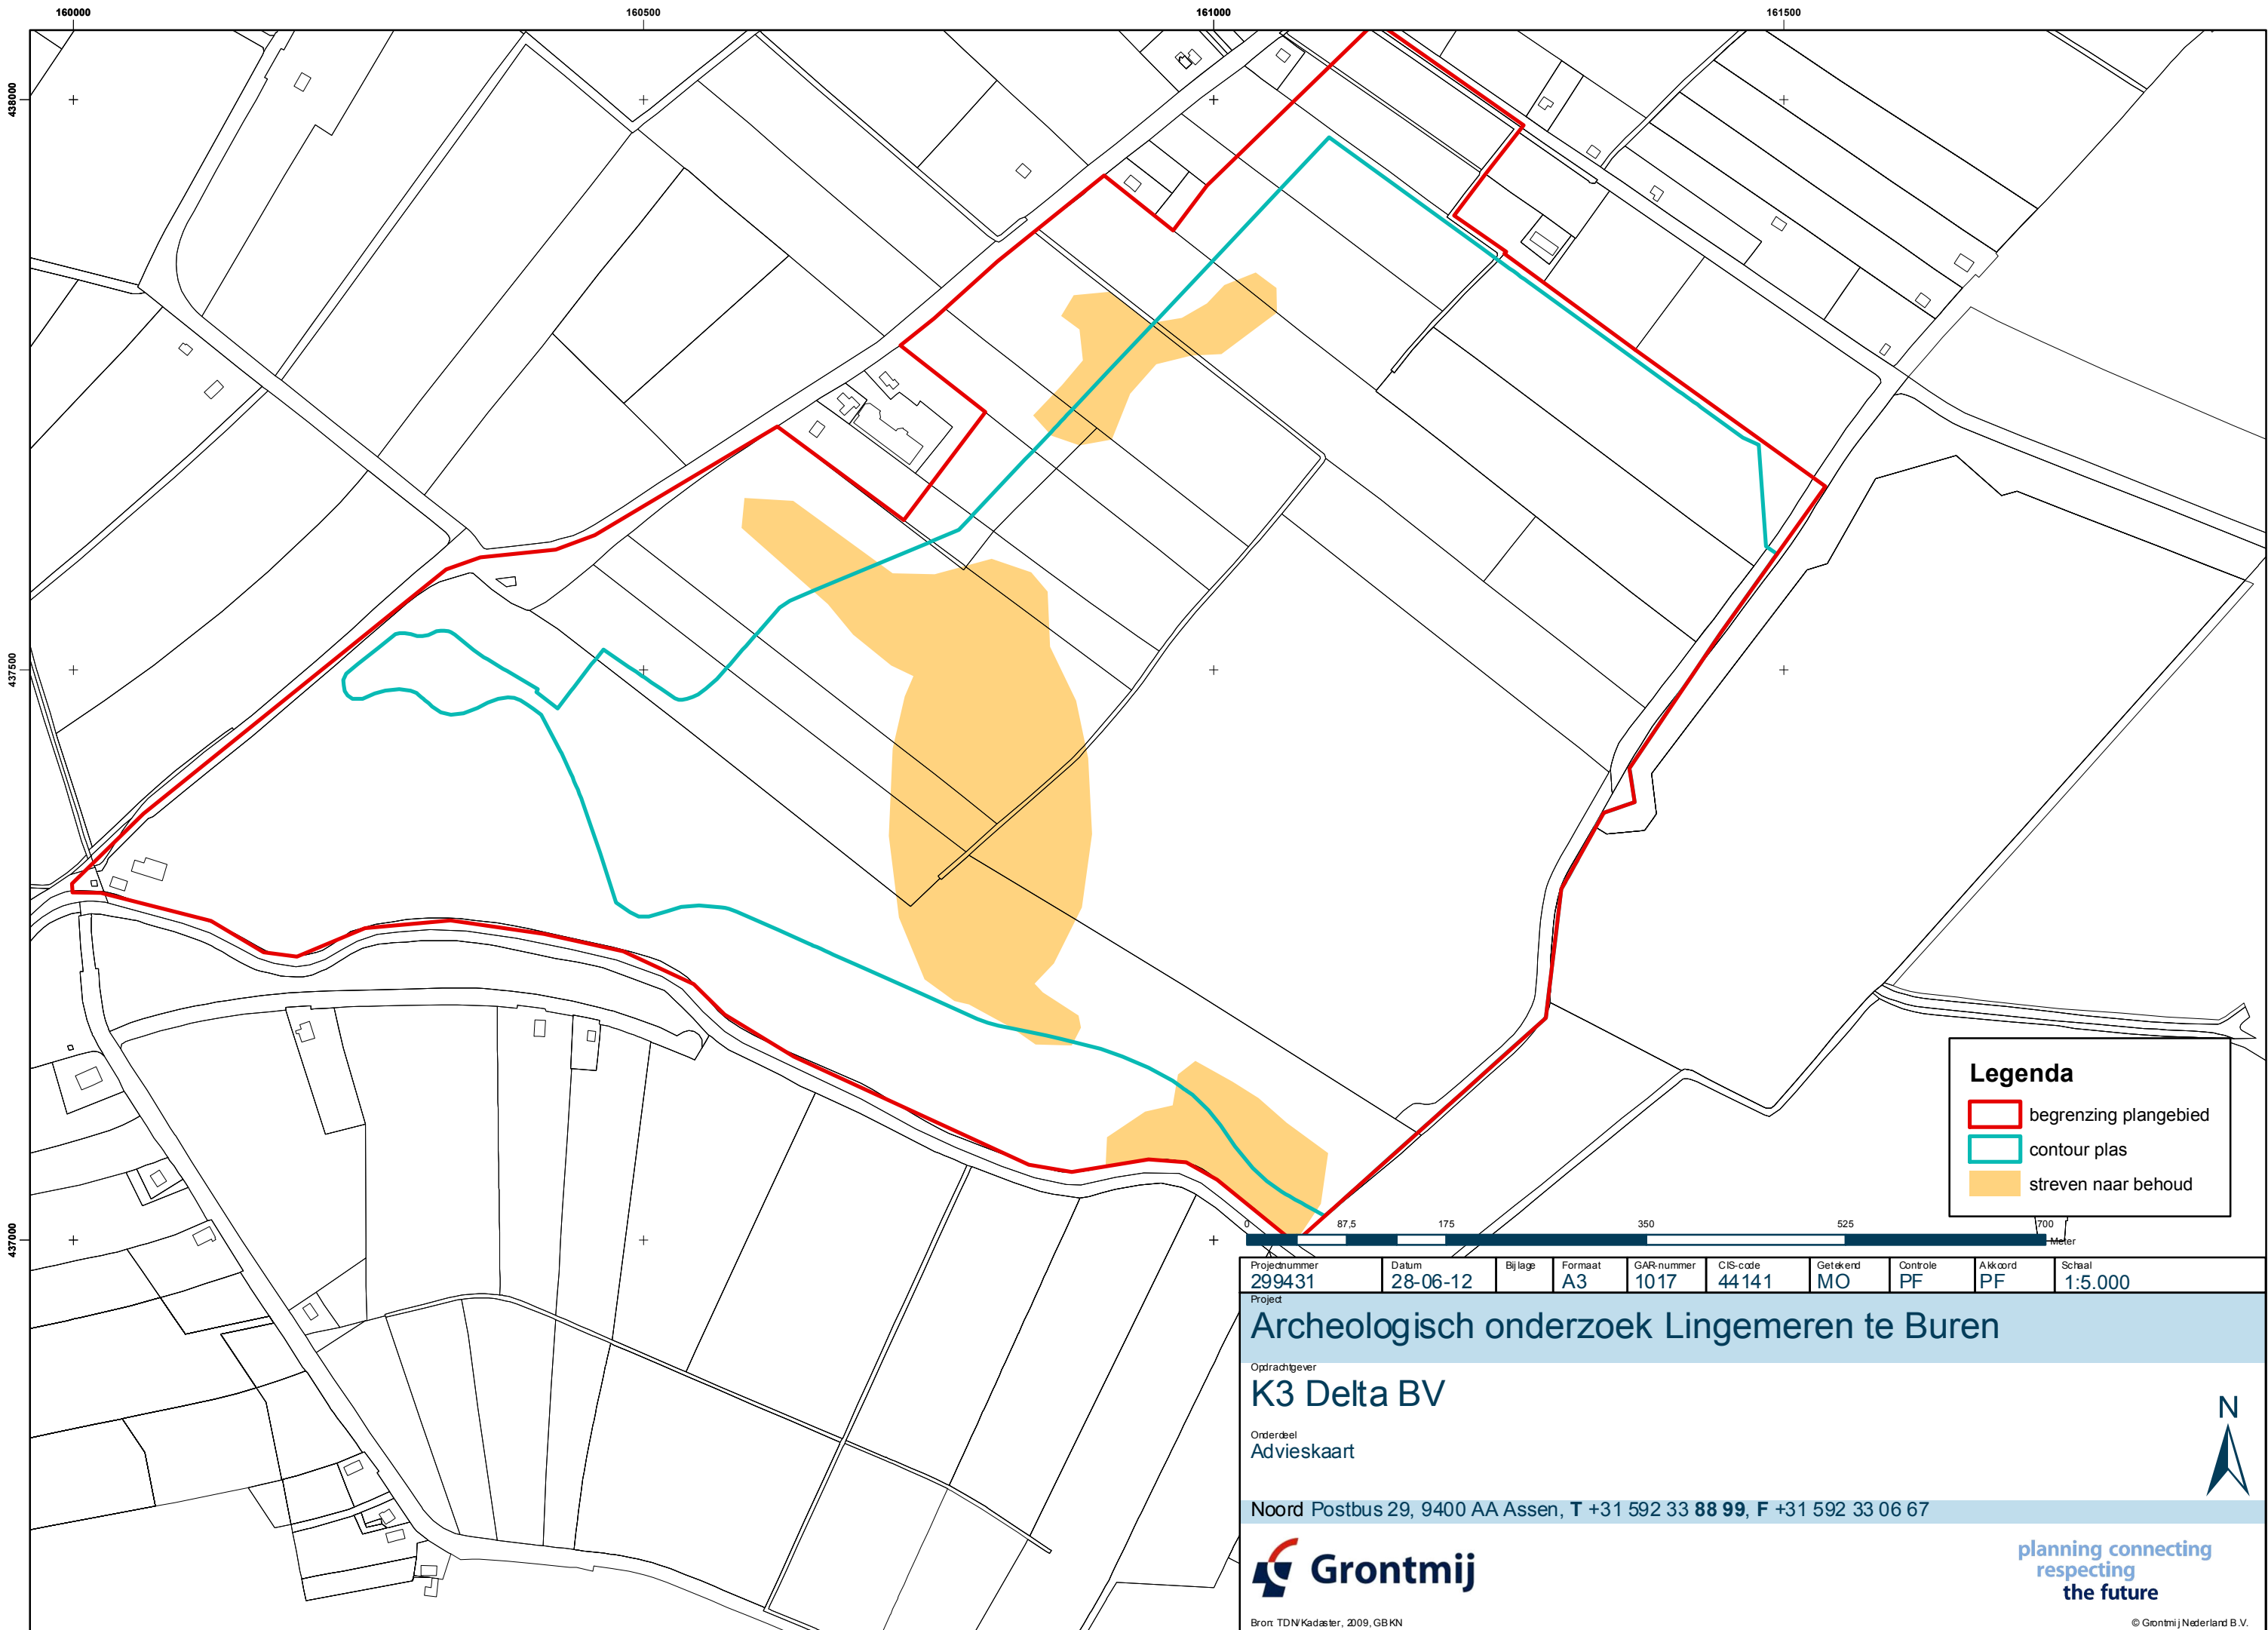 160000 160500 161000 161500
438000
437500
437000
Legenda
begrenzing plangebied
contour plas
streven naar behoud
0 87,5 175 350 525 700
Meter
Projectnummer Datum Bijlage Formaat GAR-nummer CIS-code Getekend Controle Akkoord Schaal
299431 28-06-12 A3 1017 44141 MO PF PF 1:5.000
Project
Archeologisch onderzoek Lingemeren te Buren
Opdrachtgever
K3 Delta BV
Onderdeel
Advieskaart
N
Noord Postbus 29, 9400 AA Assen, T +31 592 33 88 99, F +31 592 33 06 67
Grontmij
planning connecting
respecting
the future
Bron: TDN/Kadaster, 2009, GBKN
© Grontmij Nederland B.V.